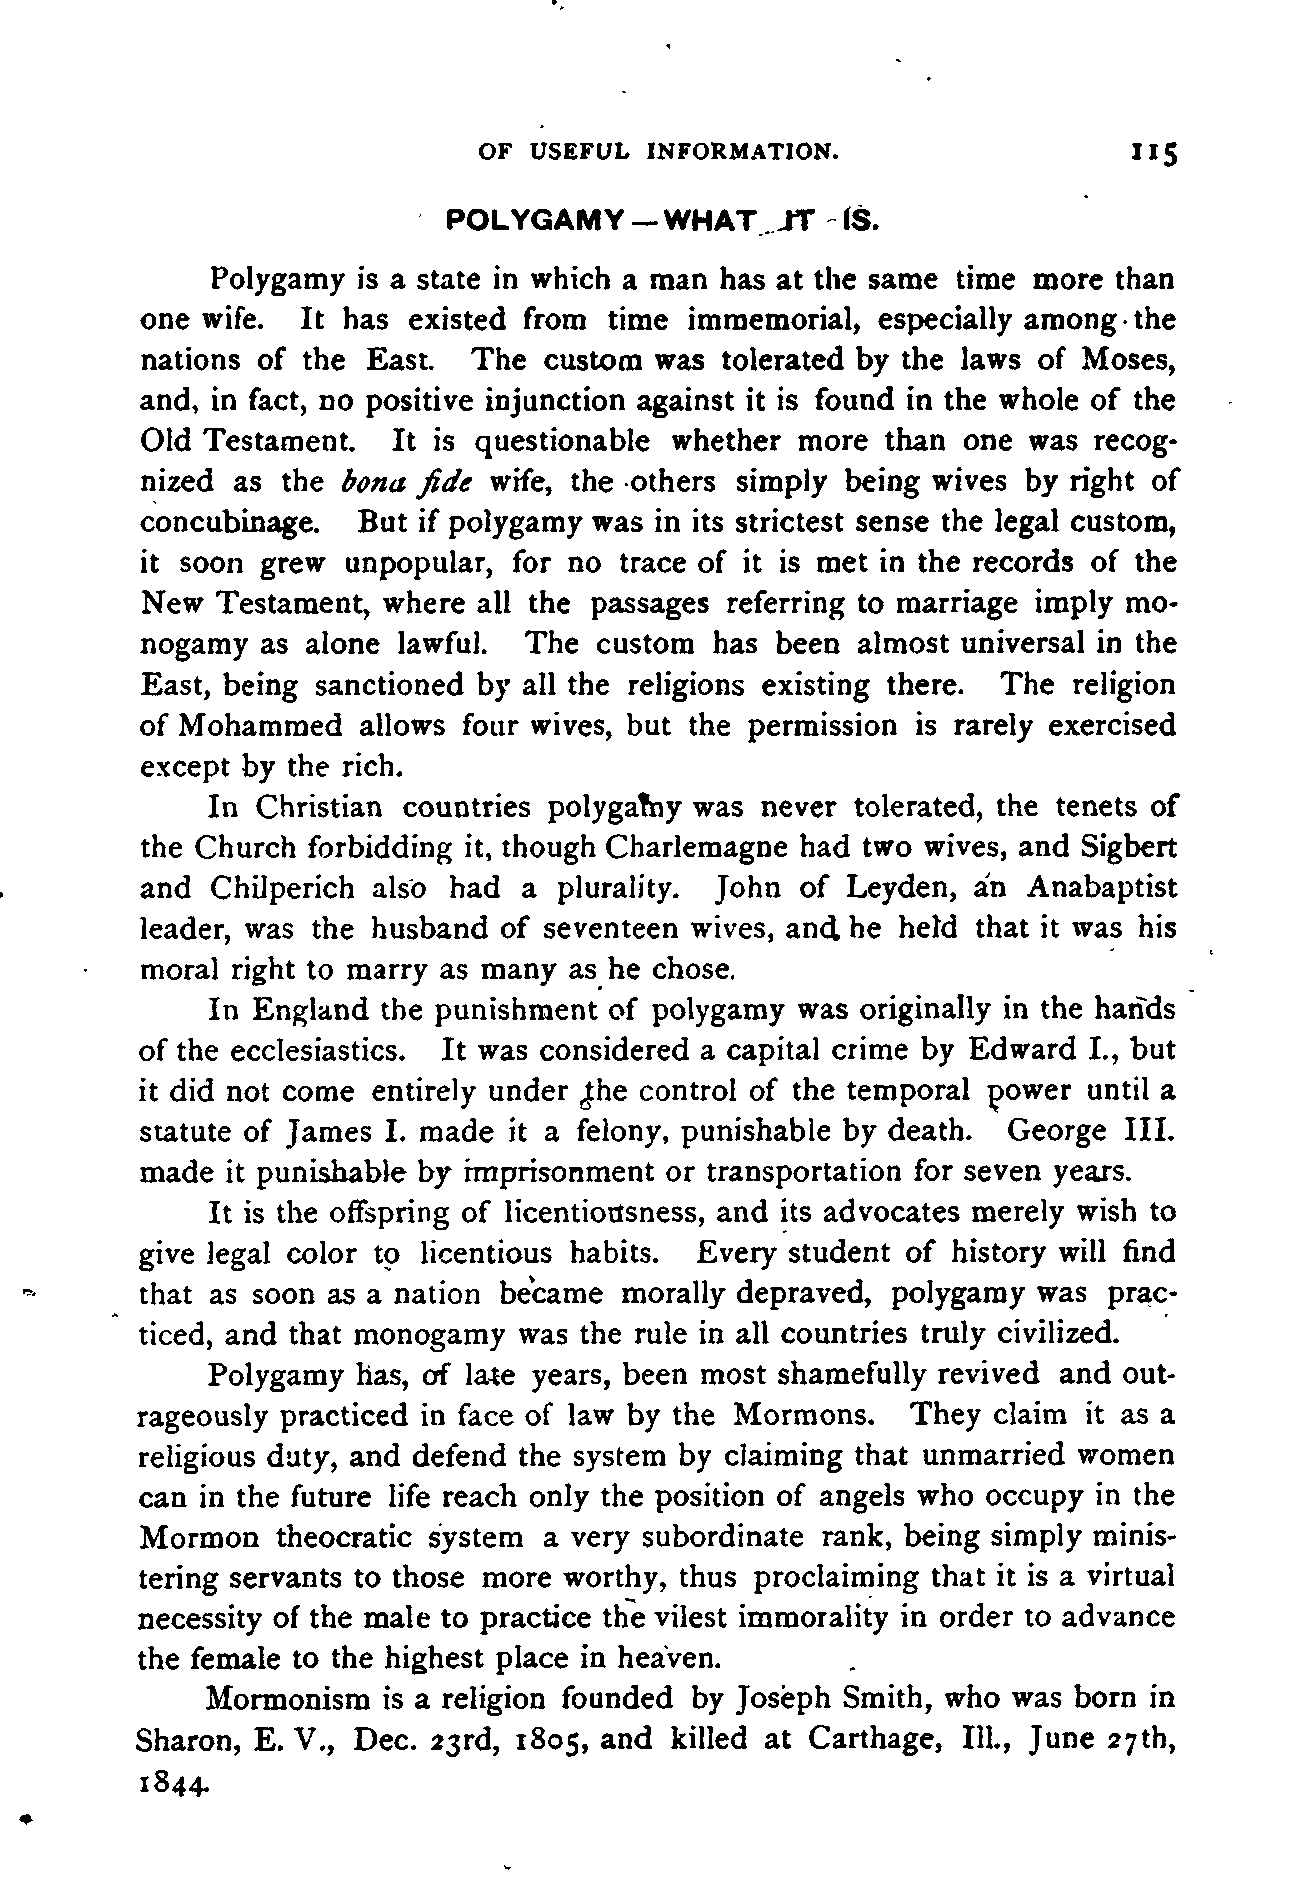 OF USEFUL INFORMATION. 115
POLYGAMY — WHAT IT IS.
Polygamy is a state in which a man has at the same time more than
one wife. It has existed from time immemorial, especially among the
nations of the East. The custom was tolerated by the laws of Moses,
and, in fact, no positive injunction against it is found in the whole of the
Old Testament. It is questionable whether more than one was recog-
nized as the bona fide wife, the others simply being wives by right of
concubinage. But if polygamy was in its strictest sense the legal custom,
it soon grew unpopular, for no trace of it is met in the records of the
New Testament, where all the passages referring to marriage imply mo-
nogamy as alone lawful. The custom has been almost universal in the
East, being sanctioned by all the religions existing there. The religion
of Mohammed allows four wives, but the permission is rarely exercised
except by the rich.
In Christian countries polygamy was never tolerated, the tenets of
the Church forbidding it, though Charlemagne had two wives, and Sigbert
and Chilperich also had a plurality. John of Leyden, an Anabaptist
leader, was the husband of seventeen wives, and he held that it was his
moral right to marry as many as he chose.
In England the punishment of polygamy was originally in the hands
of the ecclesiastics. It was considered a capital crime by Edward I., but
it did not come entirely under the control of the temporal power until a
statute of James I. made it a felony, punishable by death. George III.
made it punishable by imprisonment or transportation for seven years.
It is the offspring of licentiousness, and its advocates merely wish to
give legal color to licentious habits. Every student of history will find
that as soon as a nation became morally depraved, polygamy was prac-
ticed, and that monogamy was the rule in all countries truly civilized.
Polygamy has, of late years, been most shamefully revived and out-
rageously practiced in face of law by the Mormons. They claim it as a
religious duty, and defend the system by claiming that unmarried women
can in the future life reach only the position of angels who occupy in the
Mormon theocratic system a very subordinate rank, being simply minis-
tering servants to those more worthy, thus proclaiming that it is a virtual
necessity of the male to practice the vilest immorality in order to advance
the female to the highest place in heaven.
Mormonism is a religion founded by Joseph Smith, who was born in
Sharon, E. V., Dec. 23rd, 1805, and killed at Carthage, Ill., June 27th,
1844.